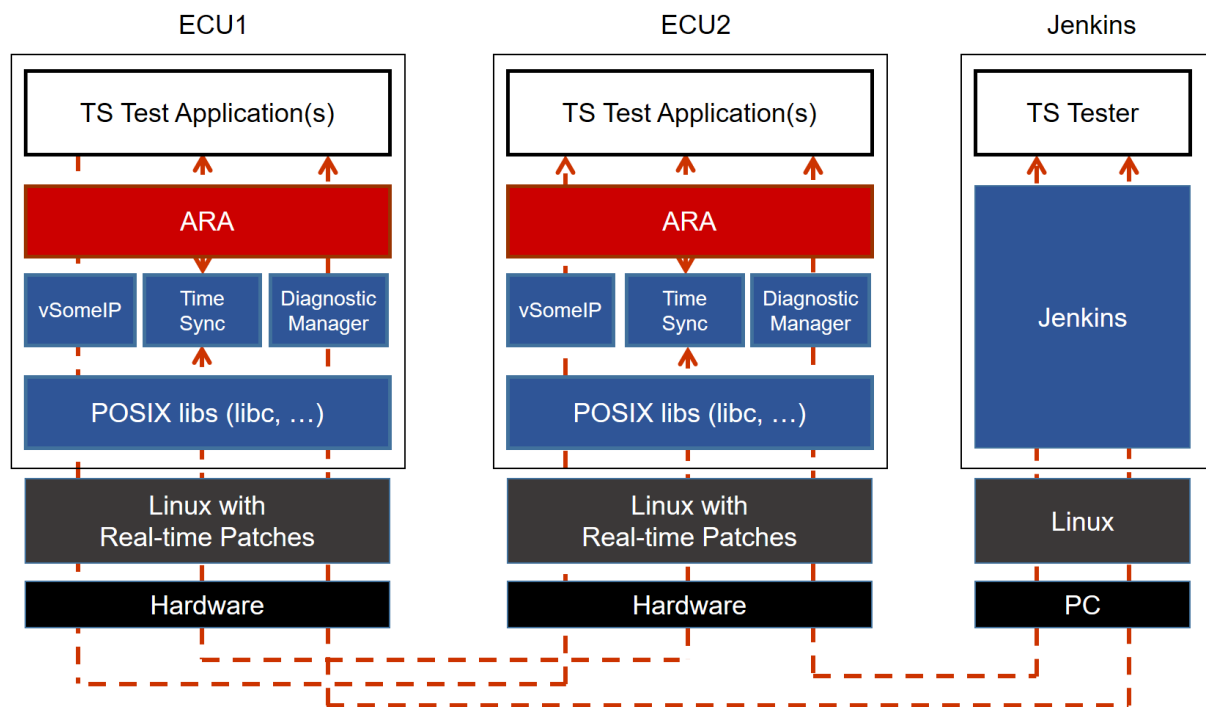 ECU1
TS Test Application(s)
ARA
vSomeIP
Time
Sync
Diagnostic
Manager
POSIX libs (libc, …)
Linux with
Real-time Patches
Hardware
ECU2
TS Test Application(s)
ARA
vSomeIP
Time
Sync
Diagnostic
Manager
POSIX libs (libc, …)
Linux with
Real-time Patches
Hardware
Jenkins
TS Tester
Jenkins
Linux
PC